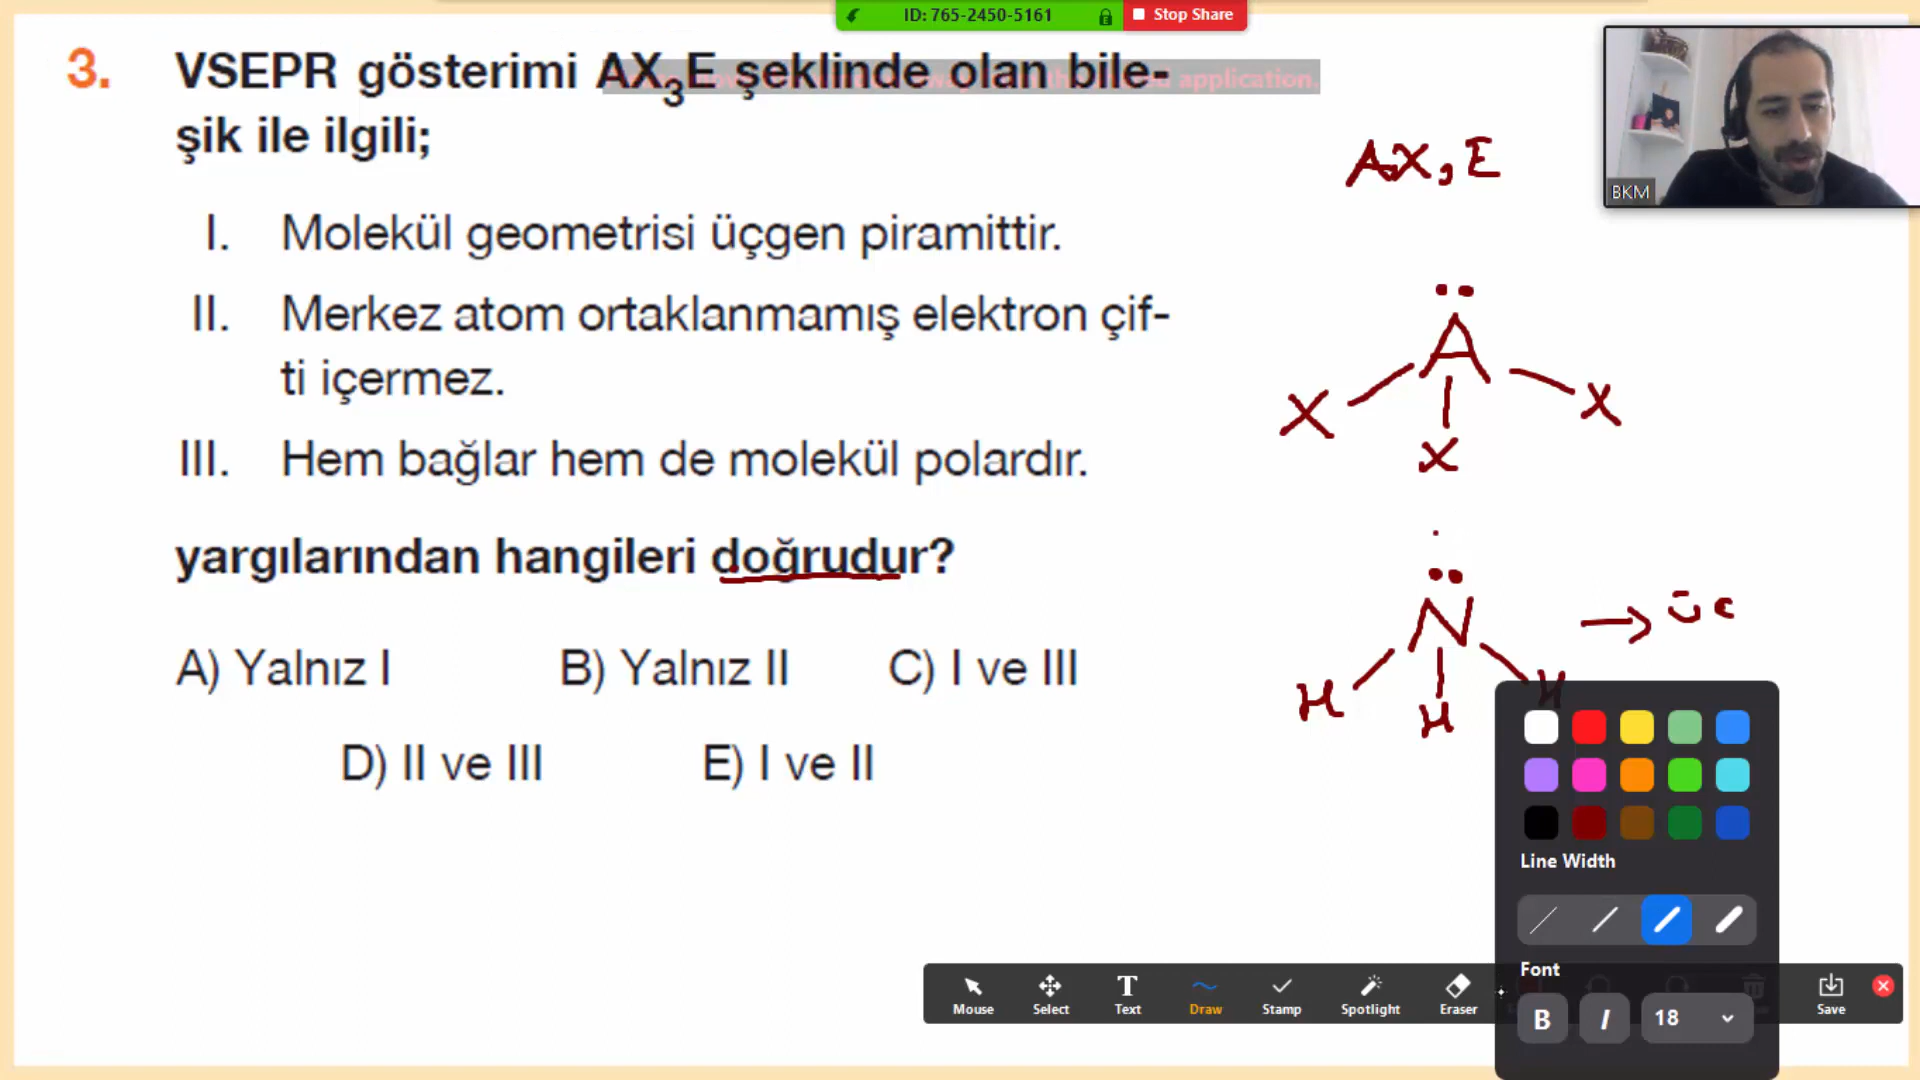 ID: 765-2450-5161
Stop Share
3. VSEPR gösterimi AX₃E şeklinde olan bile-
şik ile ilgili;
I. Molekül geometrisi üçgen piramittir.
II. Merkez atom ortaklanmamış elektron çif-
ti içermez.
III. Hem bağlar hem de molekül polardır.
yargılarından hangileri doğrudur?
A) Yalnız I B) Yalnız II C) I ve III
D) II ve III E) I ve II
AX₃E
A
X X X
N
H H H
→ üc
BKM
Line Width
Font
B I 18
Mouse Select Text Draw Stamp Spotlight Eraser Save